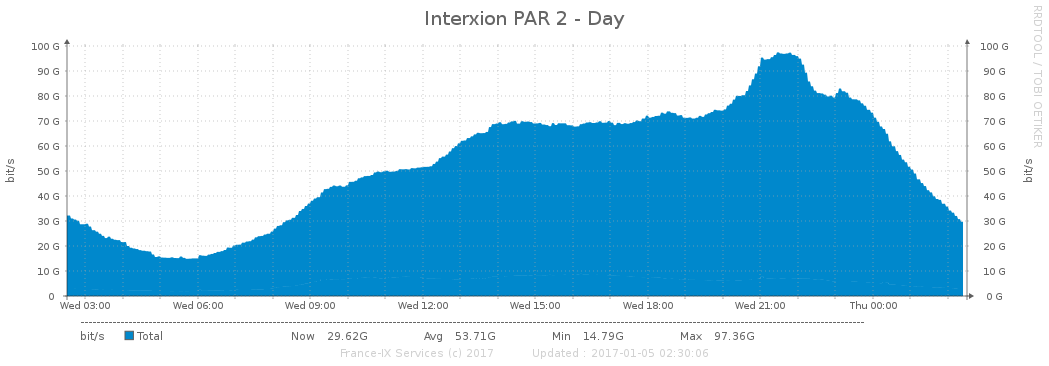 Interxion PAR 2 - Day
RRDTOOL / TOBI OETIKER
bit/s
100 G 100 G
90 G 90 G
80 G 80 G
70 G 70 G
60 G 60 G
50 G 50 G
40 G 40 G
30 G 30 G
20 G 20 G
10 G 10 G
0 0 G
bit/s
Wed 03:00 Wed 06:00 Wed 09:00 Wed 12:00 Wed 15:00 Wed 18:00 Wed 21:00 Thu 00:00
bit/s Total Now 29.62G Avg 53.71G Min 14.79G Max 97.36G
France-IX Services (c) 2017 Updated : 2017-01-05 02:30:06